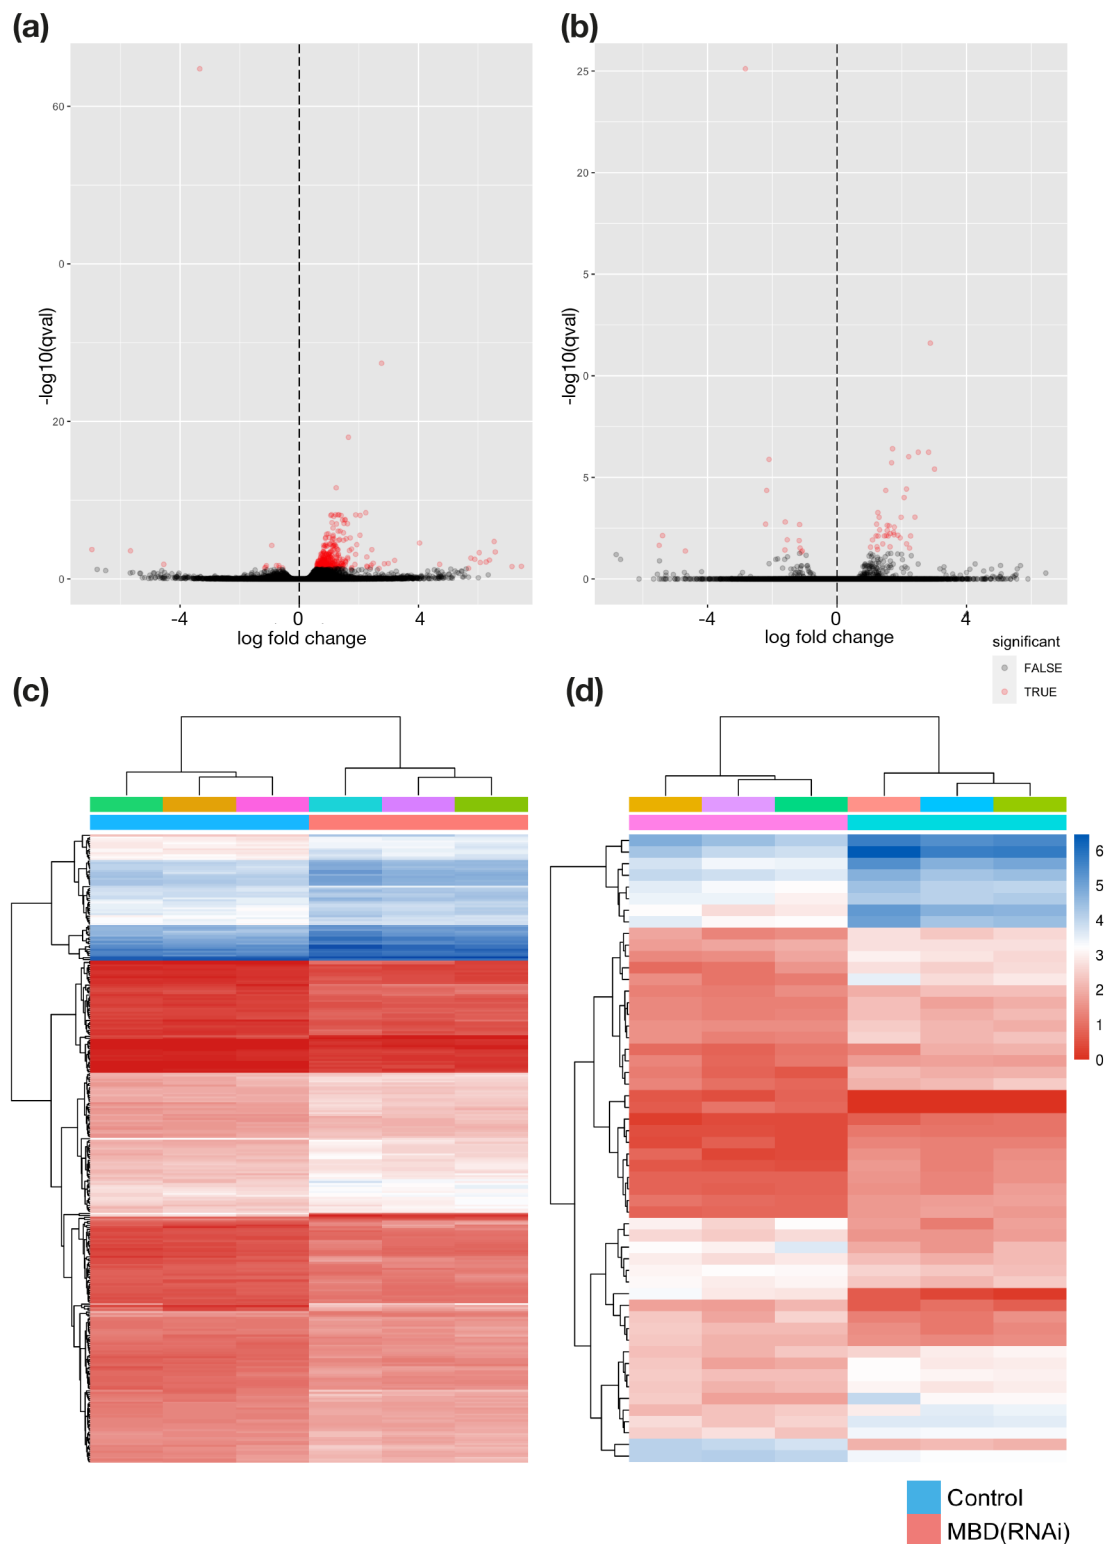 (a)
(b)
60
0
20
0
-log10(qval)
-4
0
4
log fold change
25
20
5
0
5
0
-log10(qval)
-4
0
4
log fold change
significant
FALSE
TRUE
(c)
(d)
6
5
4
3
2
1
0
Control
MBD(RNAi)